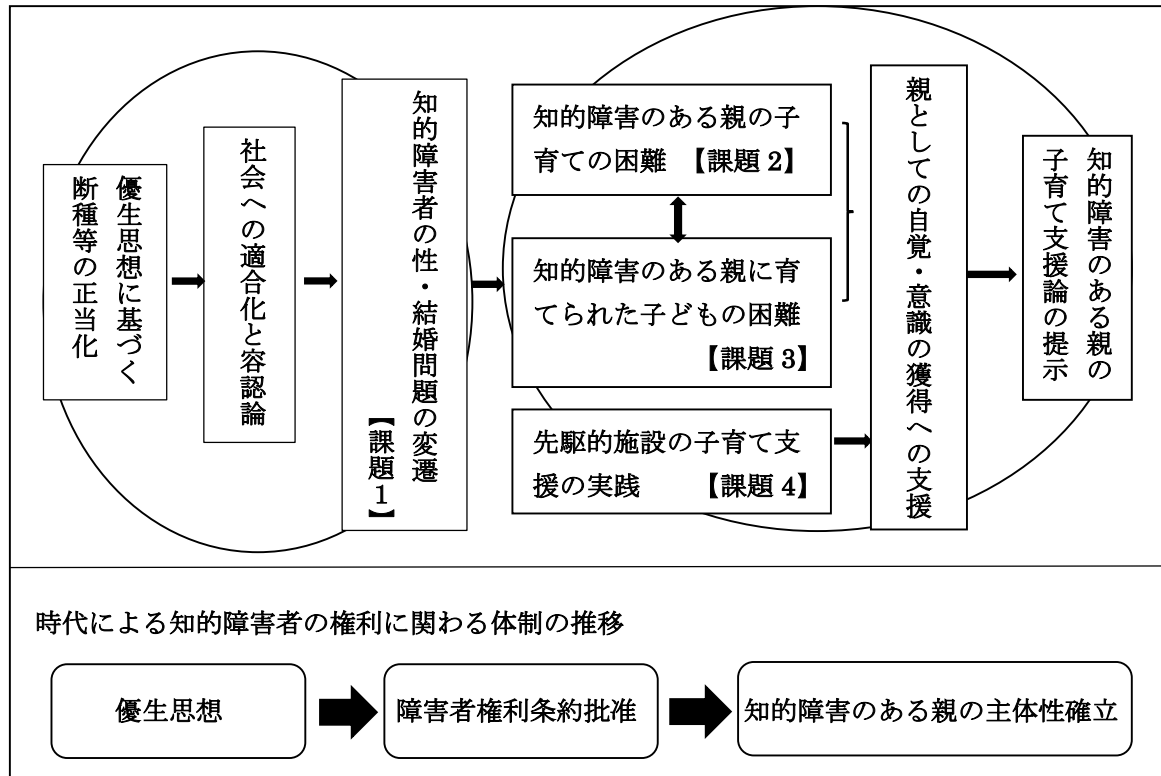 優生思想に基づく
断種等の正当化
社会への適合化と容認論
知的障害者の性・結婚問題の変遷
【課題1】
知的障害のある親の子
育ての困難 【課題2】
知的障害のある親に育
てられた子どもの困難
【課題3】
先駆的施設の子育て支
援の実践 【課題4】
親としての自覚・意識の獲得への支援
知的障害のある親の
子育て支援論の提示
時代による知的障害者の権利に関わる体制の推移
優生思想
障害者権利条約批准
知的障害のある親の主体性確立